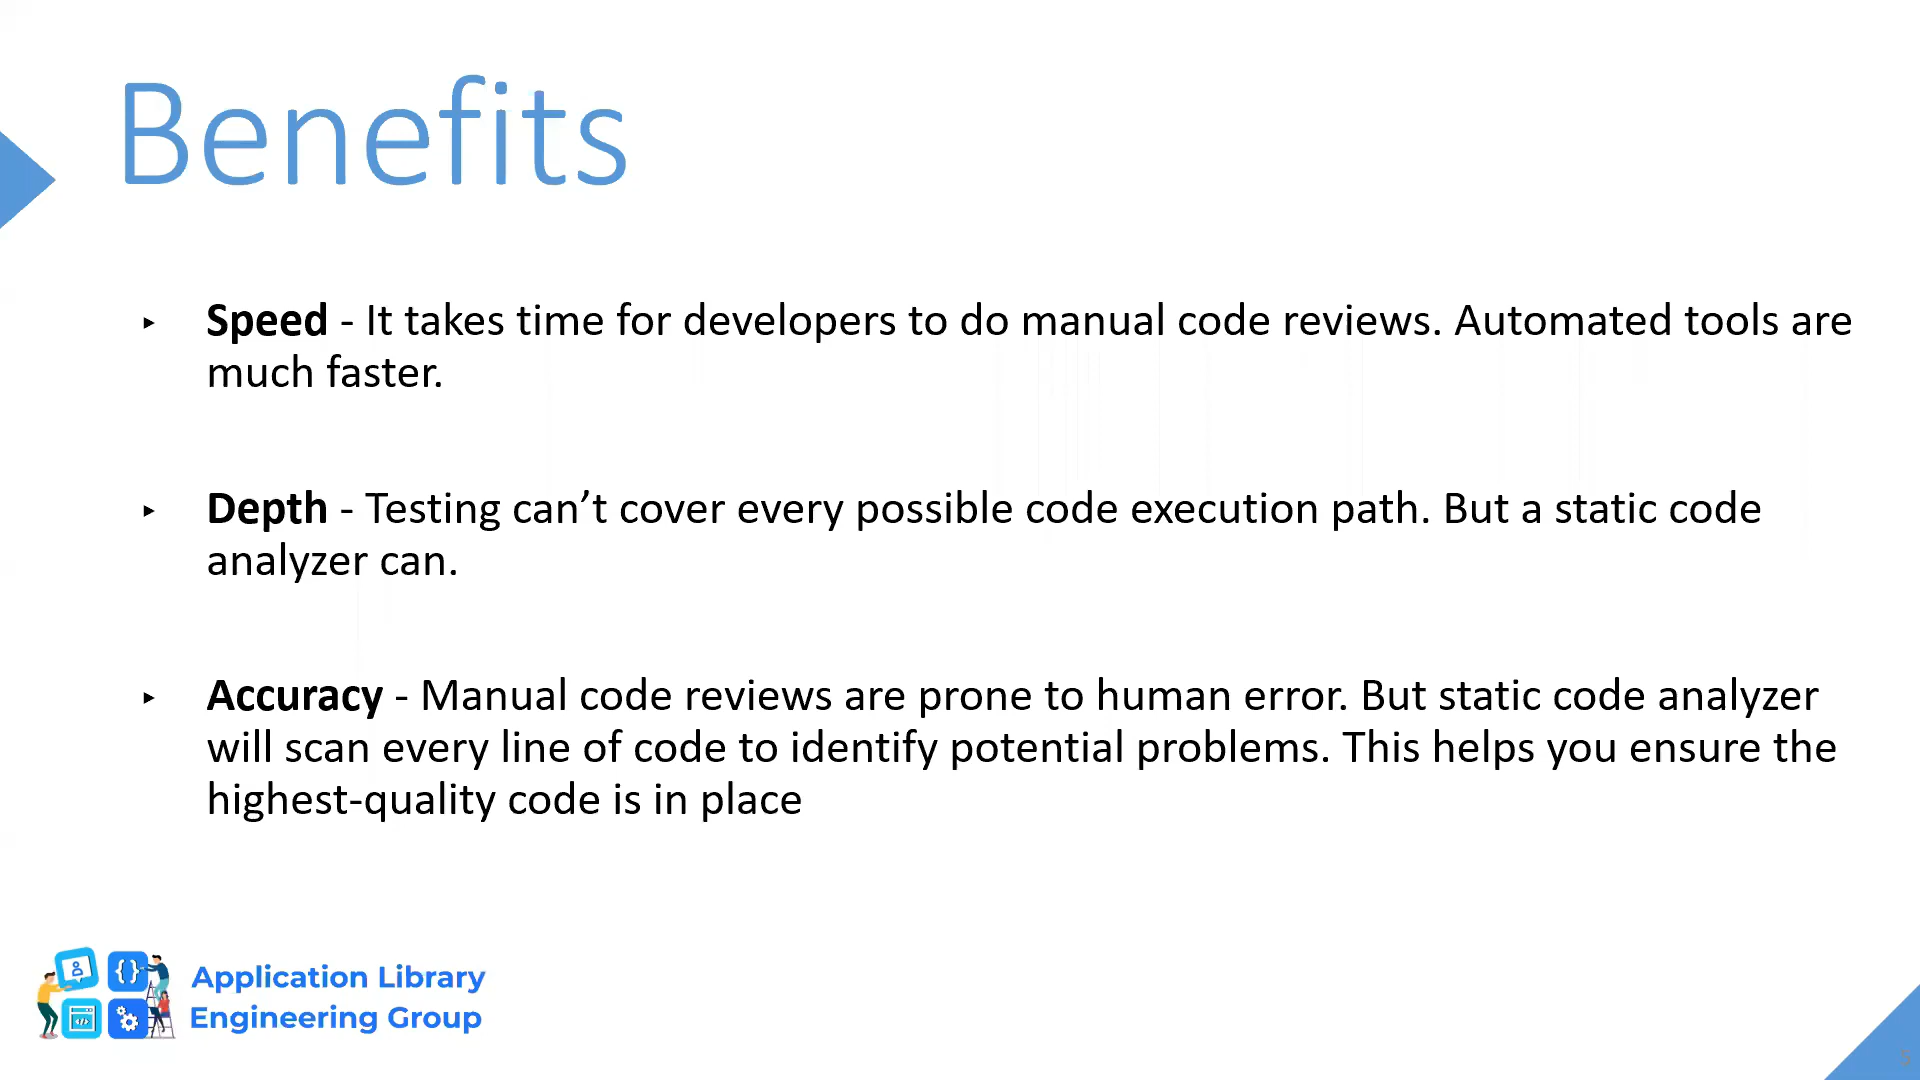 Benefits
▸ Speed - It takes time for developers to do manual code reviews. Automated tools are
much faster.
▸ Depth - Testing can’t cover every possible code execution path. But a static code
analyzer can.
▸ Accuracy - Manual code reviews are prone to human error. But static code analyzer
will scan every line of code to identify potential problems. This helps you ensure the
highest-quality code is in place
Application Library
Engineering Group